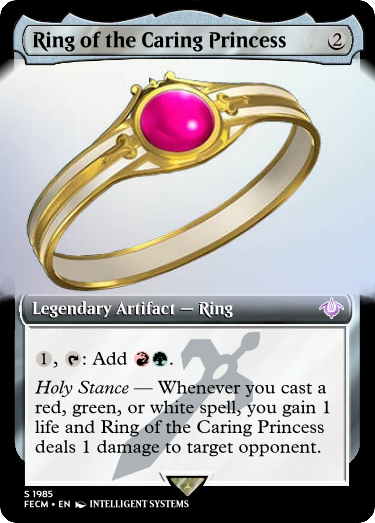 Ring of the Caring Princess 2
Legendary Artifact — Ring
1, T: Add RG.
Holy Stance — Whenever you cast a
red, green, or white spell, you gain 1
life and Ring of the Caring Princess
deals 1 damage to target opponent.
S 1985
FECM • EN INTELLIGENT SYSTEMS